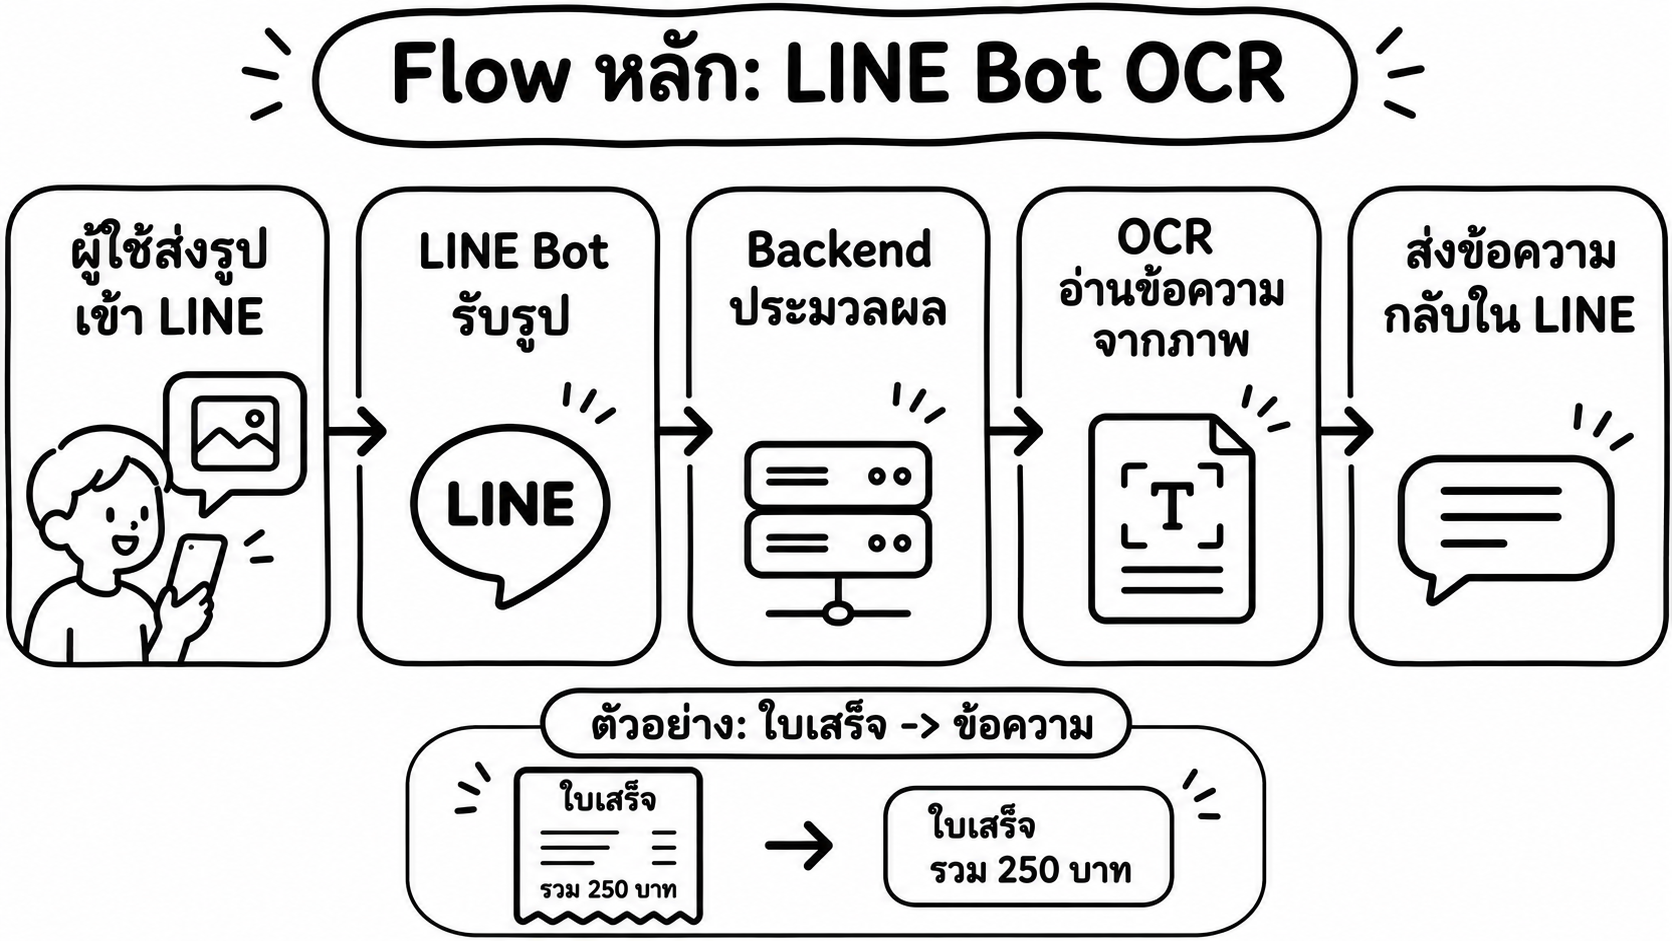 Flow หลัก: LINE Bot OCR
ผู้ใช้ส่งรูป
เข้า LINE
LINE Bot
รับรูป
LINE
Backend
ประมวลผล
OCR
อ่านข้อความ
จากภาพ
T
ส่งข้อความ
กลับใน LINE
ตัวอย่าง: ใบเสร็จ -> ข้อความ
ใบเสร็จ
รวม 250 บาท
ใบเสร็จ
รวม 250 บาท